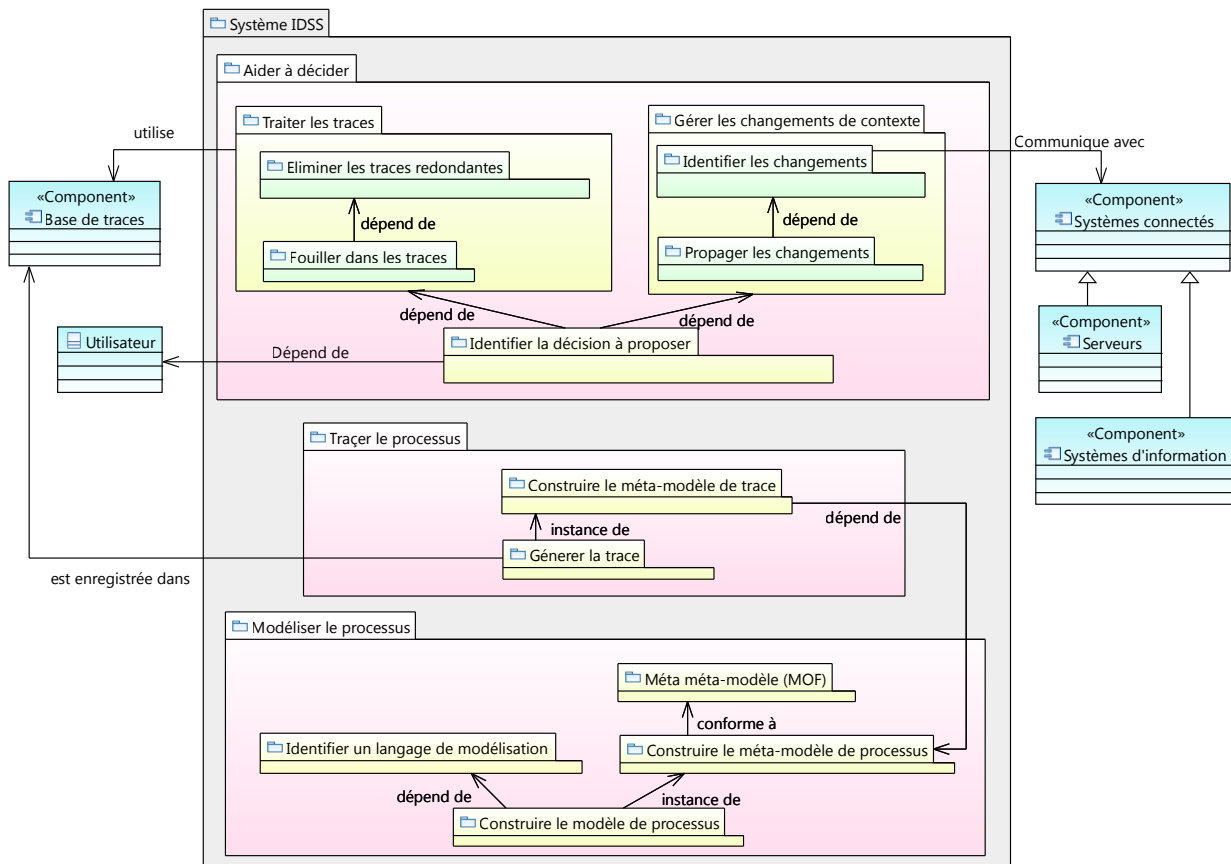 Système IDSS
Aider à décider
Traiter les traces
Gérer les changements de contexte
utilise
Communique avec
Eliminer les traces redondantes
Identifier les changements
«Component»
Base de traces
«Component»
Systèmes connectés
dépend de
dépend de
Fouiller dans les traces
Propager les changements
dépend de
dépend de
«Component»
Serveurs
Utilisateur
Dépend de
Identifier la décision à proposer
Traçer le processus
«Component»
Systèmes d'information
Construire le méta-modèle de trace
dépend de
instance de
Génerer la trace
est enregistrée dans
Modéliser le processus
Méta méta-modèle (MOF)
conforme à
Identifier un langage de modélisation
Construire le méta-modèle de processus
dépend de
instance de
Construire le modèle de processus